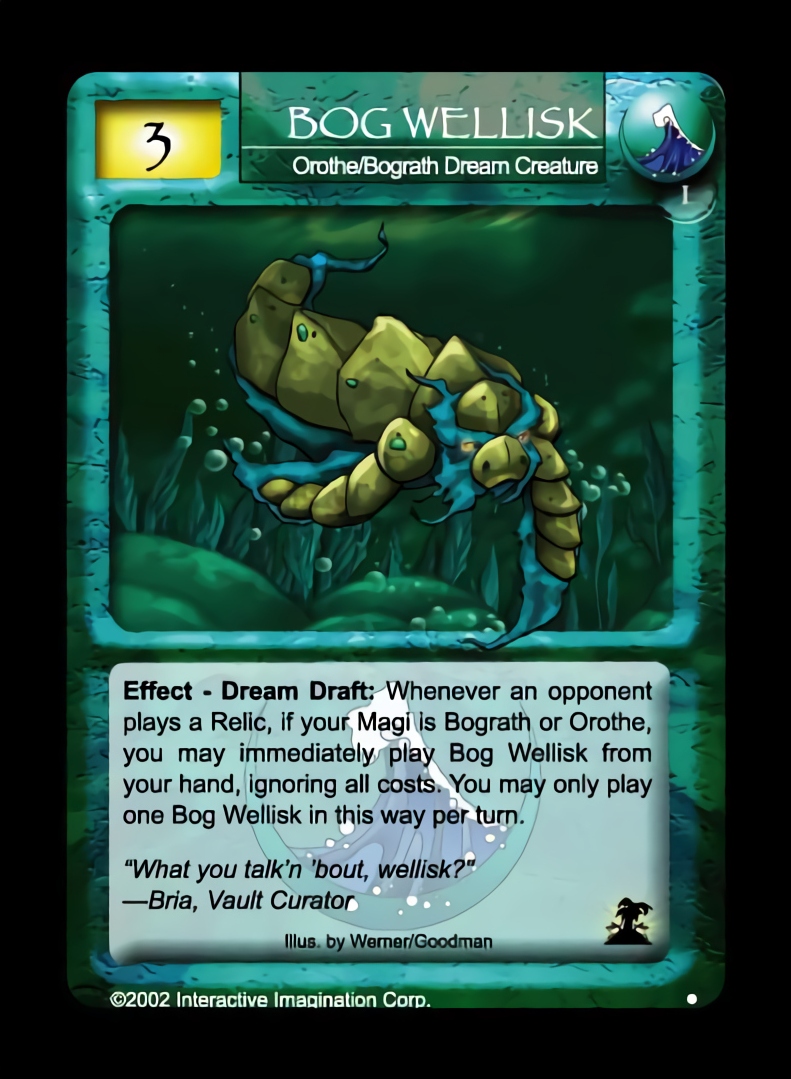 3
BOG WELLISK
Orothe/Bograth Dream Creature
I
Effect - Dream Draft: Whenever an opponent
plays a Relic, if your Magi is Bograth or Orothe,
you may immediately play Bog Wellisk from
your hand, ignoring all costs. You may only play
one Bog Wellisk in this way per turn.
"What you talk'n 'bout, wellisk?"
—Bria, Vault Curator
Illus. by Werner/Goodman
©2002 Interactive Imagination Corp.